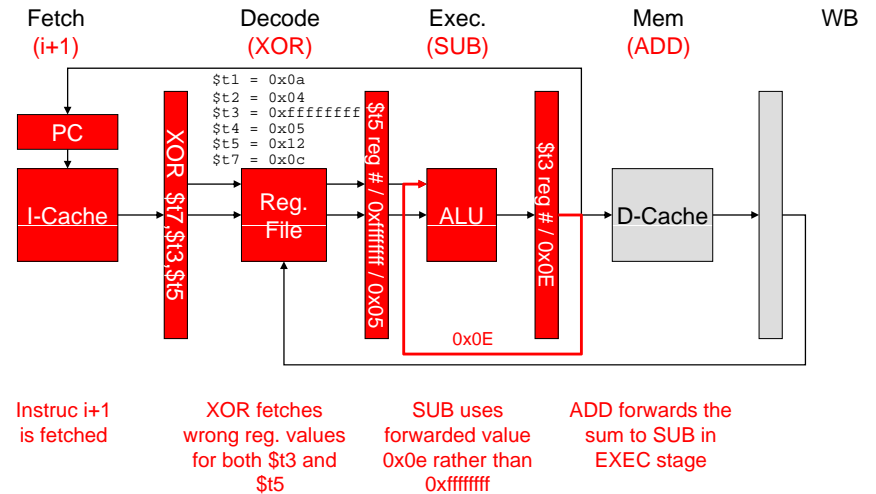 Fetch Decode Exec. Mem WB
(i+1) (XOR) (SUB) (ADD)
$t1 = 0x0a
$t2 = 0x04
$t3 = 0xffffffff
$t4 = 0x05
$t5 = 0x12
$t7 = 0x0c
PC
I-Cache
XOR $t7,$t3,$t5
Reg.
File
$t5 reg # / 0xffffffff / 0x05
ALU
$t3 reg # / 0x0E
D-Cache
0x0E
Instruc i+1
is fetched
XOR fetches
wrong reg. values
for both $t3 and
$t5
SUB uses
forwarded value
0x0e rather than
0xffffffff
ADD forwards the
sum to SUB in
EXEC stage